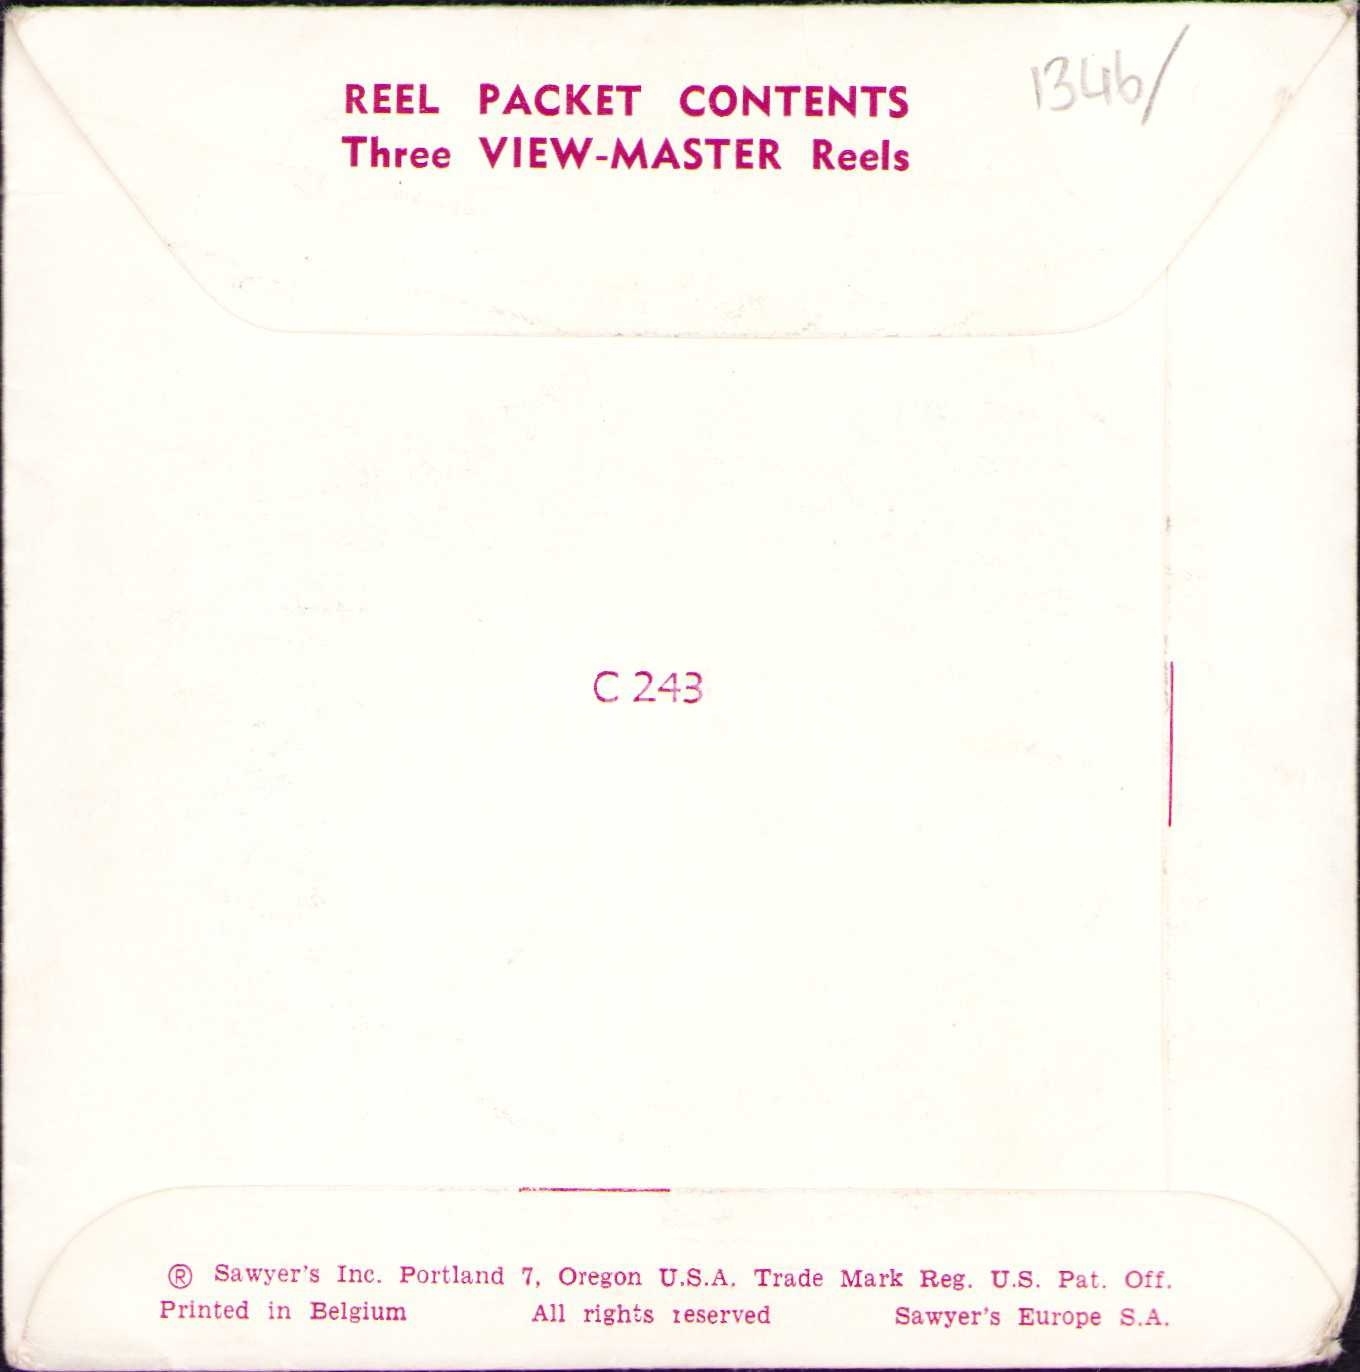 1346/
REEL PACKET CONTENTS
Three VIEW-MASTER Reels
C 243
® Sawyer's Inc. Portland 7, Oregon U.S.A. Trade Mark Reg. U.S. Pat. Off.
Printed in Belgium All rights reserved Sawyer's Europe S.A.